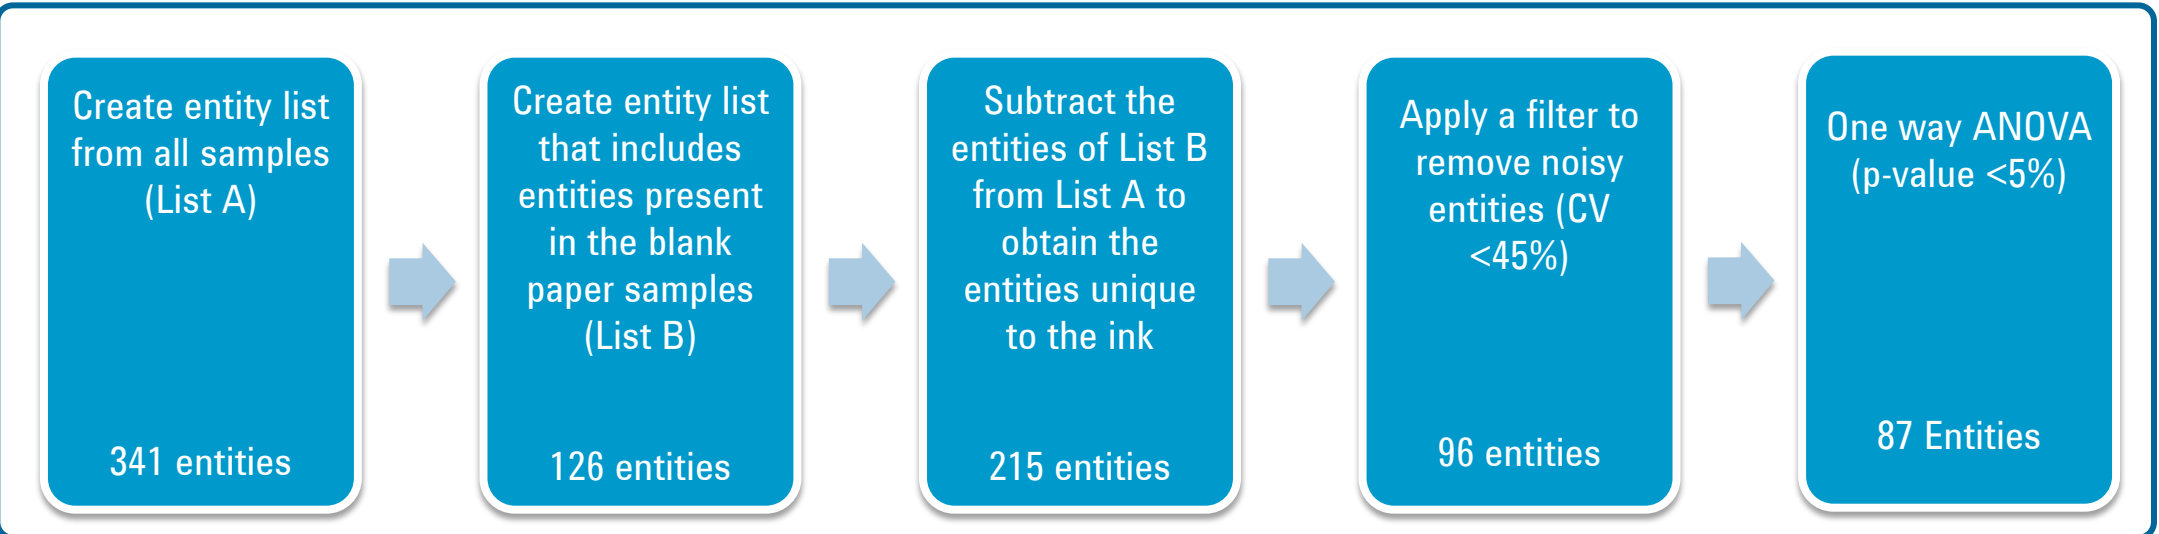 Create entity list
from all samples
(List A)
341 entities
Create entity list
that includes
entities present
in the blank
paper samples
(List B)
126 entities
Subtract the
entities of List B
from List A to
obtain the
entities unique
to the ink
215 entities
Apply a filter to
remove noisy
entities (CV
<45%)
96 entities
One way ANOVA
(p-value <5%)
87 Entities